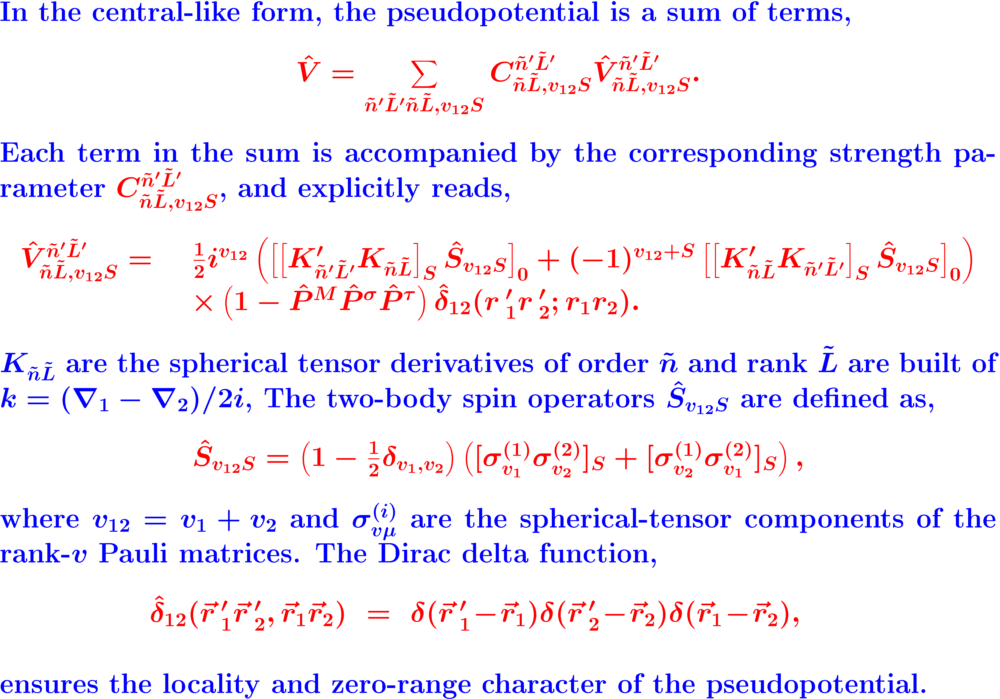 In the central-like form, the pseudopotential is a sum of terms,
$\hat{V} = \sum_{\tilde{n}'\tilde{L}'\tilde{n}\tilde{L},v_{12}S} C_{\tilde{n}\tilde{L},v_{12}S}^{\tilde{n}'\tilde{L}'} \hat{V}_{\tilde{n}\tilde{L},v_{12}S}^{\tilde{n}'\tilde{L}'}.$
Each term in the sum is accompanied by the corresponding strength pa-
rameter $C_{\tilde{n}\tilde{L},v_{12}S}^{\tilde{n}'\tilde{L}'}$, and explicitly reads,
$\hat{V}_{\tilde{n}\tilde{L},v_{12}S}^{\tilde{n}'\tilde{L}'} = \frac{1}{2} i^{v_{12}} \left( \left[ \left[ K'_{\tilde{n}'\tilde{L}'} K_{\tilde{n}\tilde{L}} \right]_S \hat{S}_{v_{12}S} \right]_0 + (-1)^{v_{12}+S} \left[ \left[ K'_{\tilde{n}\tilde{L}} K_{\tilde{n}'\tilde{L}'} \right]_S \hat{S}_{v_{12}S} \right]_0 \right)$
$\times \left( 1 - \hat{P}^M \hat{P}^\sigma \hat{P}^\tau \right) \hat{\delta}_{12}(r'_1 r'_2; r_1 r_2).$
$K_{\tilde{n}\tilde{L}}$ are the spherical tensor derivatives of order $\tilde{n}$ and rank $\tilde{L}$ are built of
$k = (\nabla_1 - \nabla_2)/2i$, The two-body spin operators $\hat{S}_{v_{12}S}$ are defined as,
$\hat{S}_{v_{12}S} = \left( 1 - \frac{1}{2} \delta_{v_1,v_2} \right) \left( [\sigma_{v_1}^{(1)} \sigma_{v_2}^{(2)}]_S + [\sigma_{v_2}^{(1)} \sigma_{v_1}^{(2)}]_S \right),$
where $v_{12} = v_1 + v_2$ and $\sigma_{v\mu}^{(i)}$ are the spherical-tensor components of the
rank-$v$ Pauli matrices. The Dirac delta function,
$\hat{\delta}_{12}(\vec{r}\,'_1 \vec{r}\,'_2, \vec{r}_1 \vec{r}_2) = \delta(\vec{r}\,'_1 - \vec{r}_1) \delta(\vec{r}\,'_2 - \vec{r}_2) \delta(\vec{r}_1 - \vec{r}_2),$
ensures the locality and zero-range character of the pseudopotential.